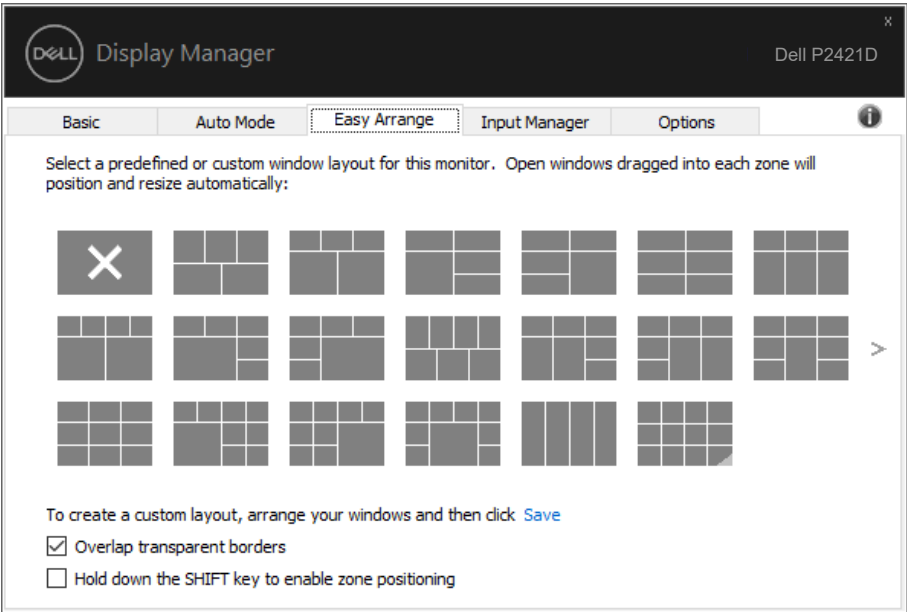 x
DELL
Display Manager
Dell P2421D
Basic
Auto Mode
Easy Arrange
Input Manager
Options
Select a predefined or custom window layout for this monitor.  Open windows dragged into each zone will
position and resize automatically:
>
To create a custom layout, arrange your windows and then click  Save
Overlap transparent borders
Hold down the SHIFT key to enable zone positioning